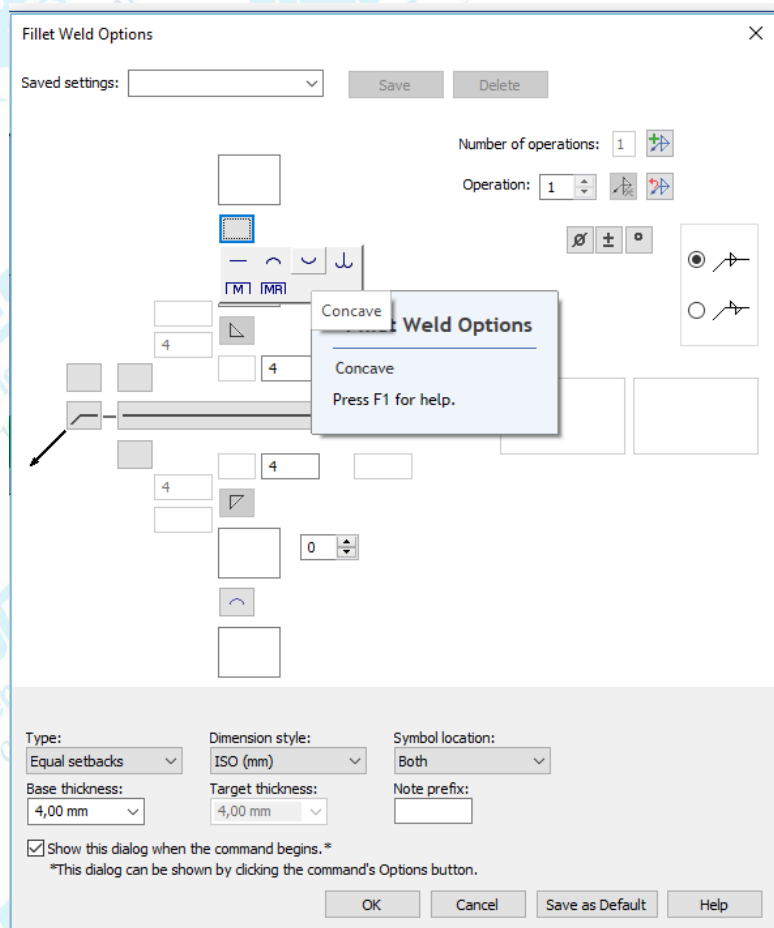 Fillet Weld Options
Saved settings:
Save
Delete
Number of operations: 1
Operation: 1
M MR
Concave
Weld Options
Concave
Press F1 for help.
4
4
4
4
0
Type:
Dimension style:
Symbol location:
Equal setbacks
ISO (mm)
Both
Base thickness:
Target thickness:
Note prefix:
4,00 mm
4,00 mm
Show this dialog when the command begins.*
*This dialog can be shown by clicking the command's Options button.
OK
Cancel
Save as Default
Help